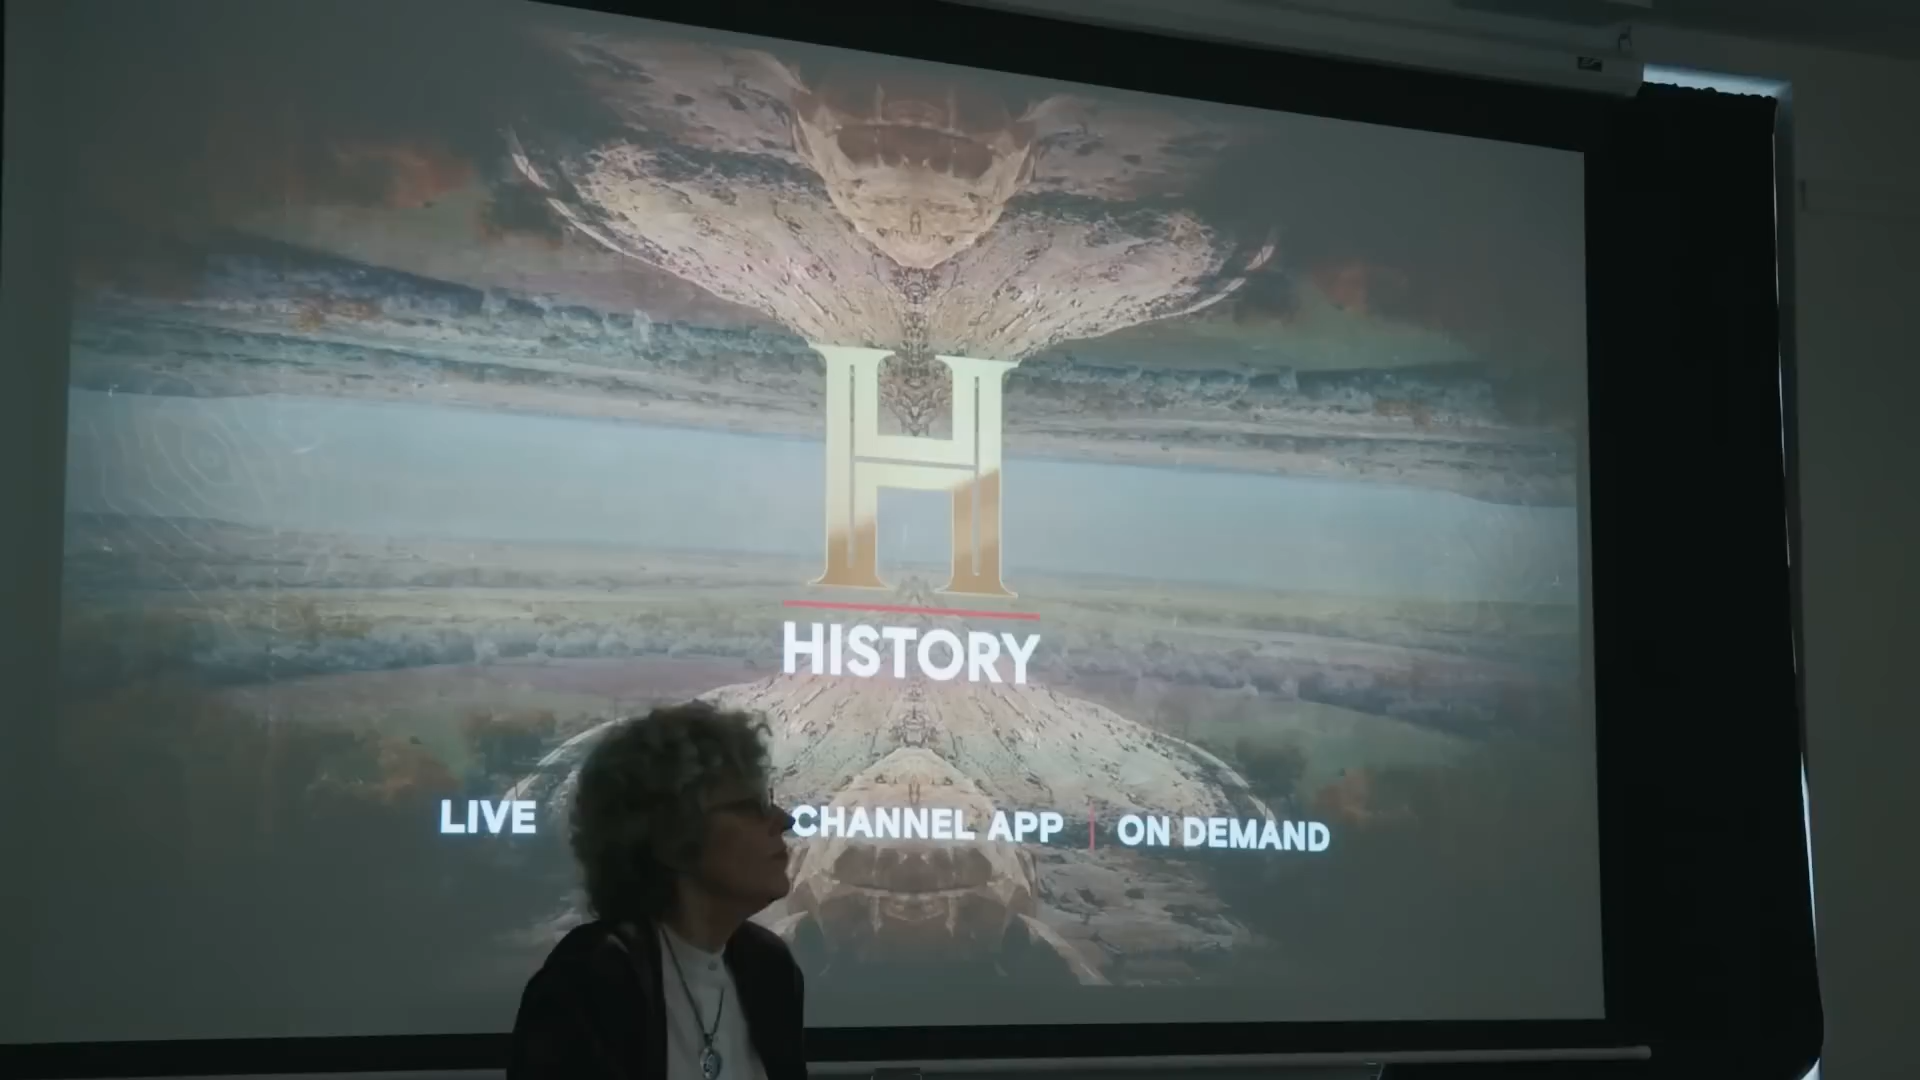 H
HISTORY
LIVE CHANNEL APP | ON DEMAND